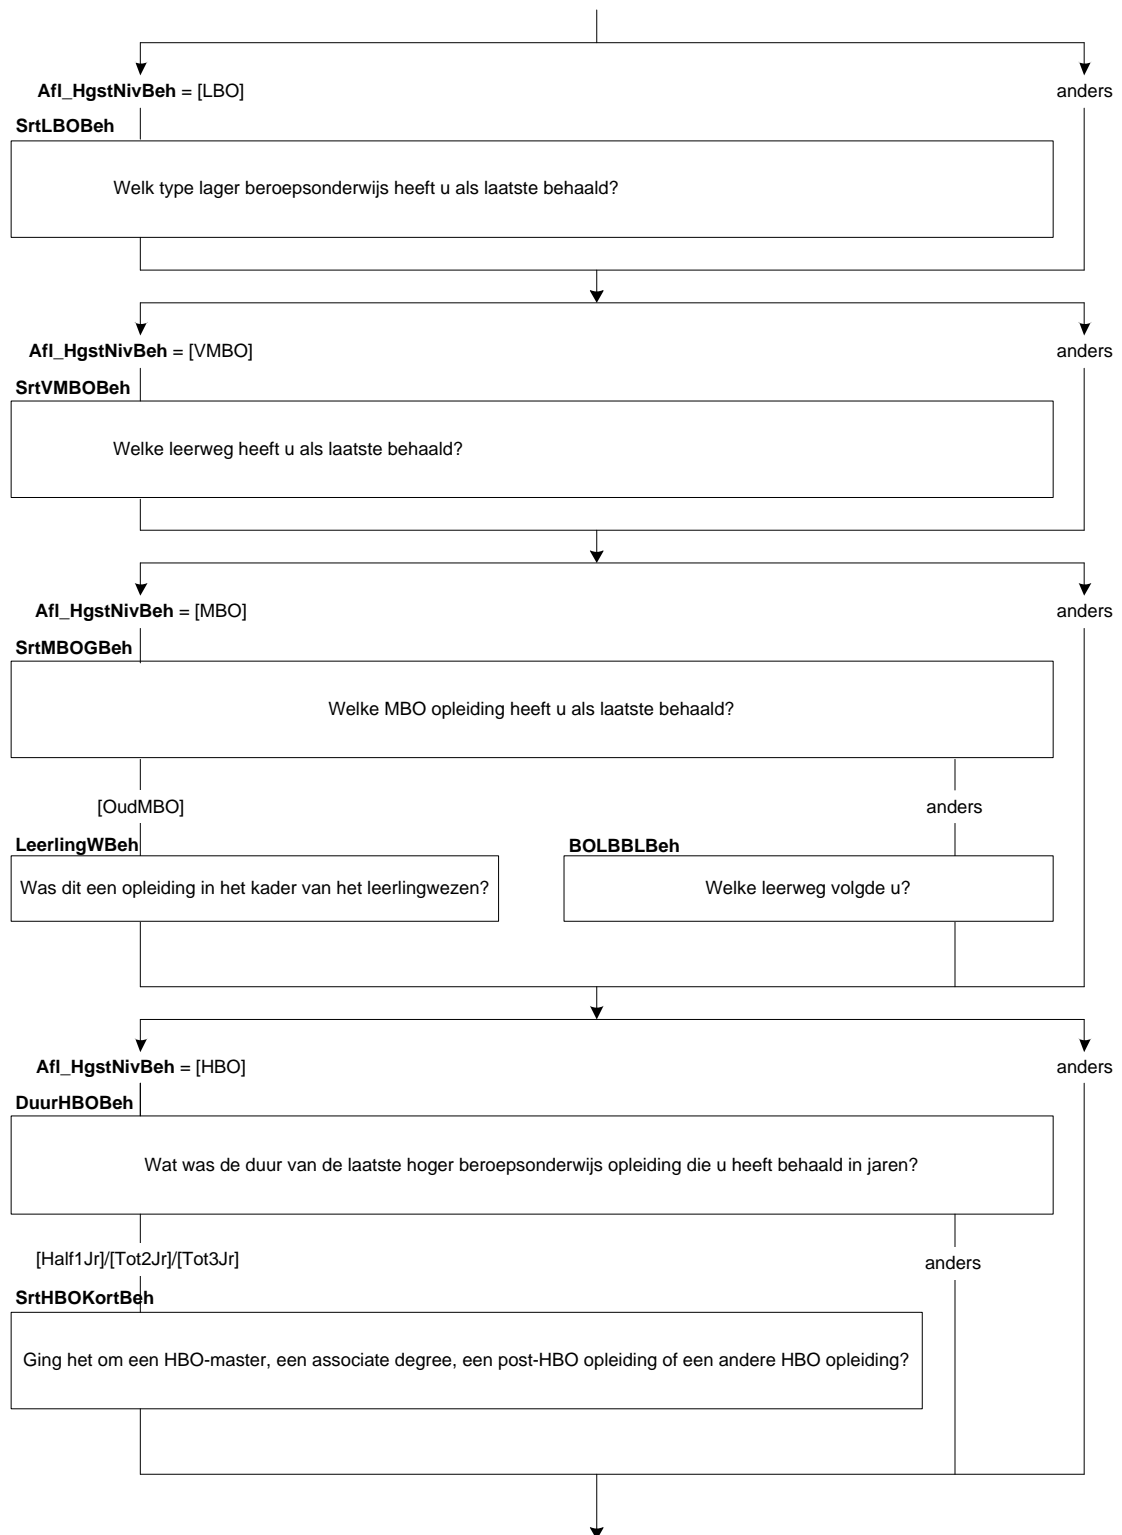 Afl_HgstNivBeh = [LBO]
anders
SrtLBOBeh
Welk type lager beroepsonderwijs heeft u als laatste behaald?
Afl_HgstNivBeh = [VMBO]
anders
SrtVMBOBeh
Welke leerweg heeft u als laatste behaald?
Afl_HgstNivBeh = [MBO]
anders
SrtMBOGBeh
Welke MBO opleiding heeft u als laatste behaald?
[OudMBO]
anders
LeerlingWBeh
BOLBBLBeh
Was dit een opleiding in het kader van het leerlingwezen?
Welke leerweg volgde u?
Afl_HgstNivBeh = [HBO]
anders
DuurHBOBeh
Wat was de duur van de laatste hoger beroepsonderwijs opleiding die u heeft behaald in jaren?
[Half1Jr]/[Tot2Jr]/[Tot3Jr]
anders
SrtHBOKortBeh
Ging het om een HBO-master, een associate degree, een post-HBO opleiding of een andere HBO opleiding?